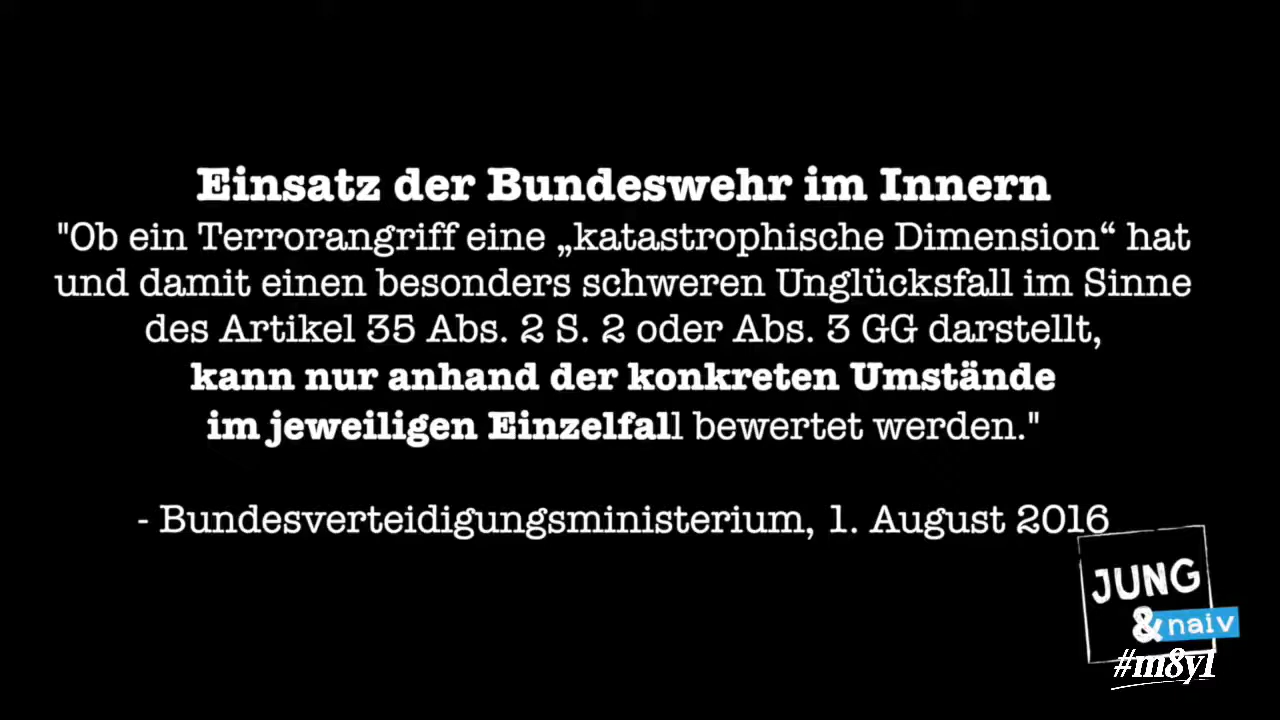 Einsatz der Bundeswehr im Innern
"Ob ein Terrorangriff eine „katastrophische Dimension“ hat
und damit einen besonders schweren Unglücksfall im Sinne
des Artikel 35 Abs. 2 S. 2 oder Abs. 3 GG darstellt,
kann nur anhand der konkreten Umstände
im jeweiligen Einzelfall bewertet werden."
- Bundesverteidigungsministerium, 1. August 2016
JUNG
& naiv
#m8y1